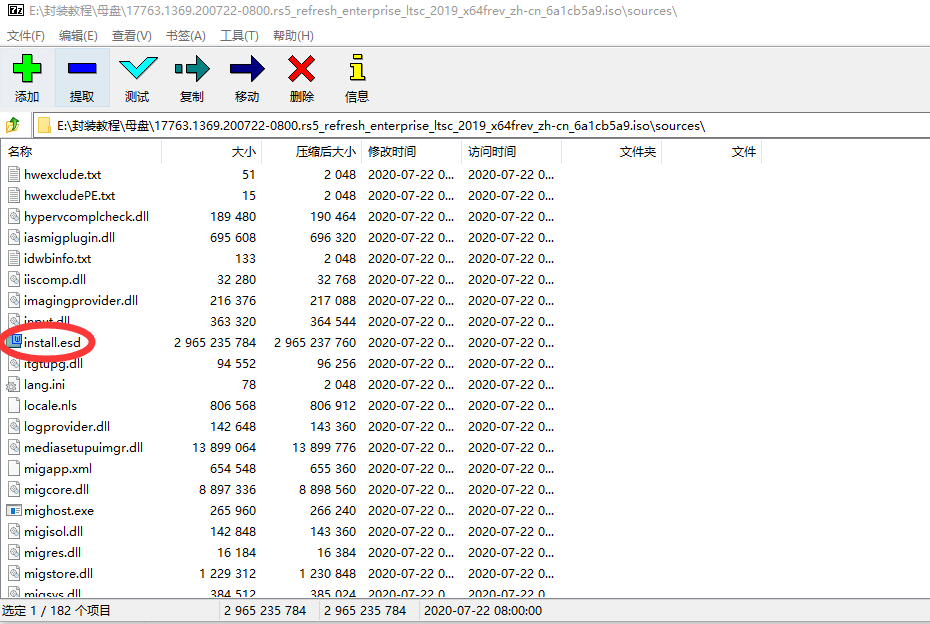 E:\封装教程\母盘\17763.1369.200722-0800.rs5_refresh_enterprise_ltsc_2019_x64frev_zh-cn_6a1cb5a9.iso\sources\
文件(F) 编辑(E) 查看(V) 书签(A) 工具(T) 帮助(H)
添加 提取 测试 复制 移动 删除 信息
E:\封装教程\母盘\17763.1369.200722-0800.rs5_refresh_enterprise_ltsc_2019_x64frev_zh-cn_6a1cb5a9.iso\sources\
名称 大小 压缩后大小 修改时间 访问时间 文件夹 文件
hwexclude.txt 51 2 048 2020-07-22 0... 2020-07-22 0...
hwexcludePE.txt 15 2 048 2020-07-22 0... 2020-07-22 0...
hypervcomplcheck.dll 189 480 190 464 2020-07-22 0... 2020-07-22 0...
iasmigplugin.dll 695 608 696 320 2020-07-22 0... 2020-07-22 0...
idwbinfo.txt 133 2 048 2020-07-22 0... 2020-07-22 0...
iiscomp.dll 32 280 32 768 2020-07-22 0... 2020-07-22 0...
imagingprovider.dll 216 376 217 088 2020-07-22 0... 2020-07-22 0...
input.dll 363 320 364 544 2020-07-22 0... 2020-07-22 0...
install.esd 2 965 235 784 2 965 237 760 2020-07-22 0... 2020-07-22 0...
itgtupg.dll 94 552 96 256 2020-07-22 0... 2020-07-22 0...
lang.ini 78 2 048 2020-07-22 0... 2020-07-22 0...
locale.nls 806 568 806 912 2020-07-22 0... 2020-07-22 0...
logprovider.dll 142 648 143 360 2020-07-22 0... 2020-07-22 0...
mediasetupuimgr.dll 13 899 064 13 899 776 2020-07-22 0... 2020-07-22 0...
migapp.xml 654 548 655 360 2020-07-22 0... 2020-07-22 0...
migcore.dll 8 897 336 8 898 560 2020-07-22 0... 2020-07-22 0...
mighost.exe 265 960 266 240 2020-07-22 0... 2020-07-22 0...
migisol.dll 142 848 143 360 2020-07-22 0... 2020-07-22 0...
migres.dll 16 184 16 384 2020-07-22 0... 2020-07-22 0...
migstore.dll 1 229 312 1 230 848 2020-07-22 0... 2020-07-22 0...
migsys.dll 384 512 385 024 2020-07-22 0... 2020-07-22 0...
选定 1 / 182 个项目 2 965 235 784 2 965 235 784 2020-07-22 08:00:00